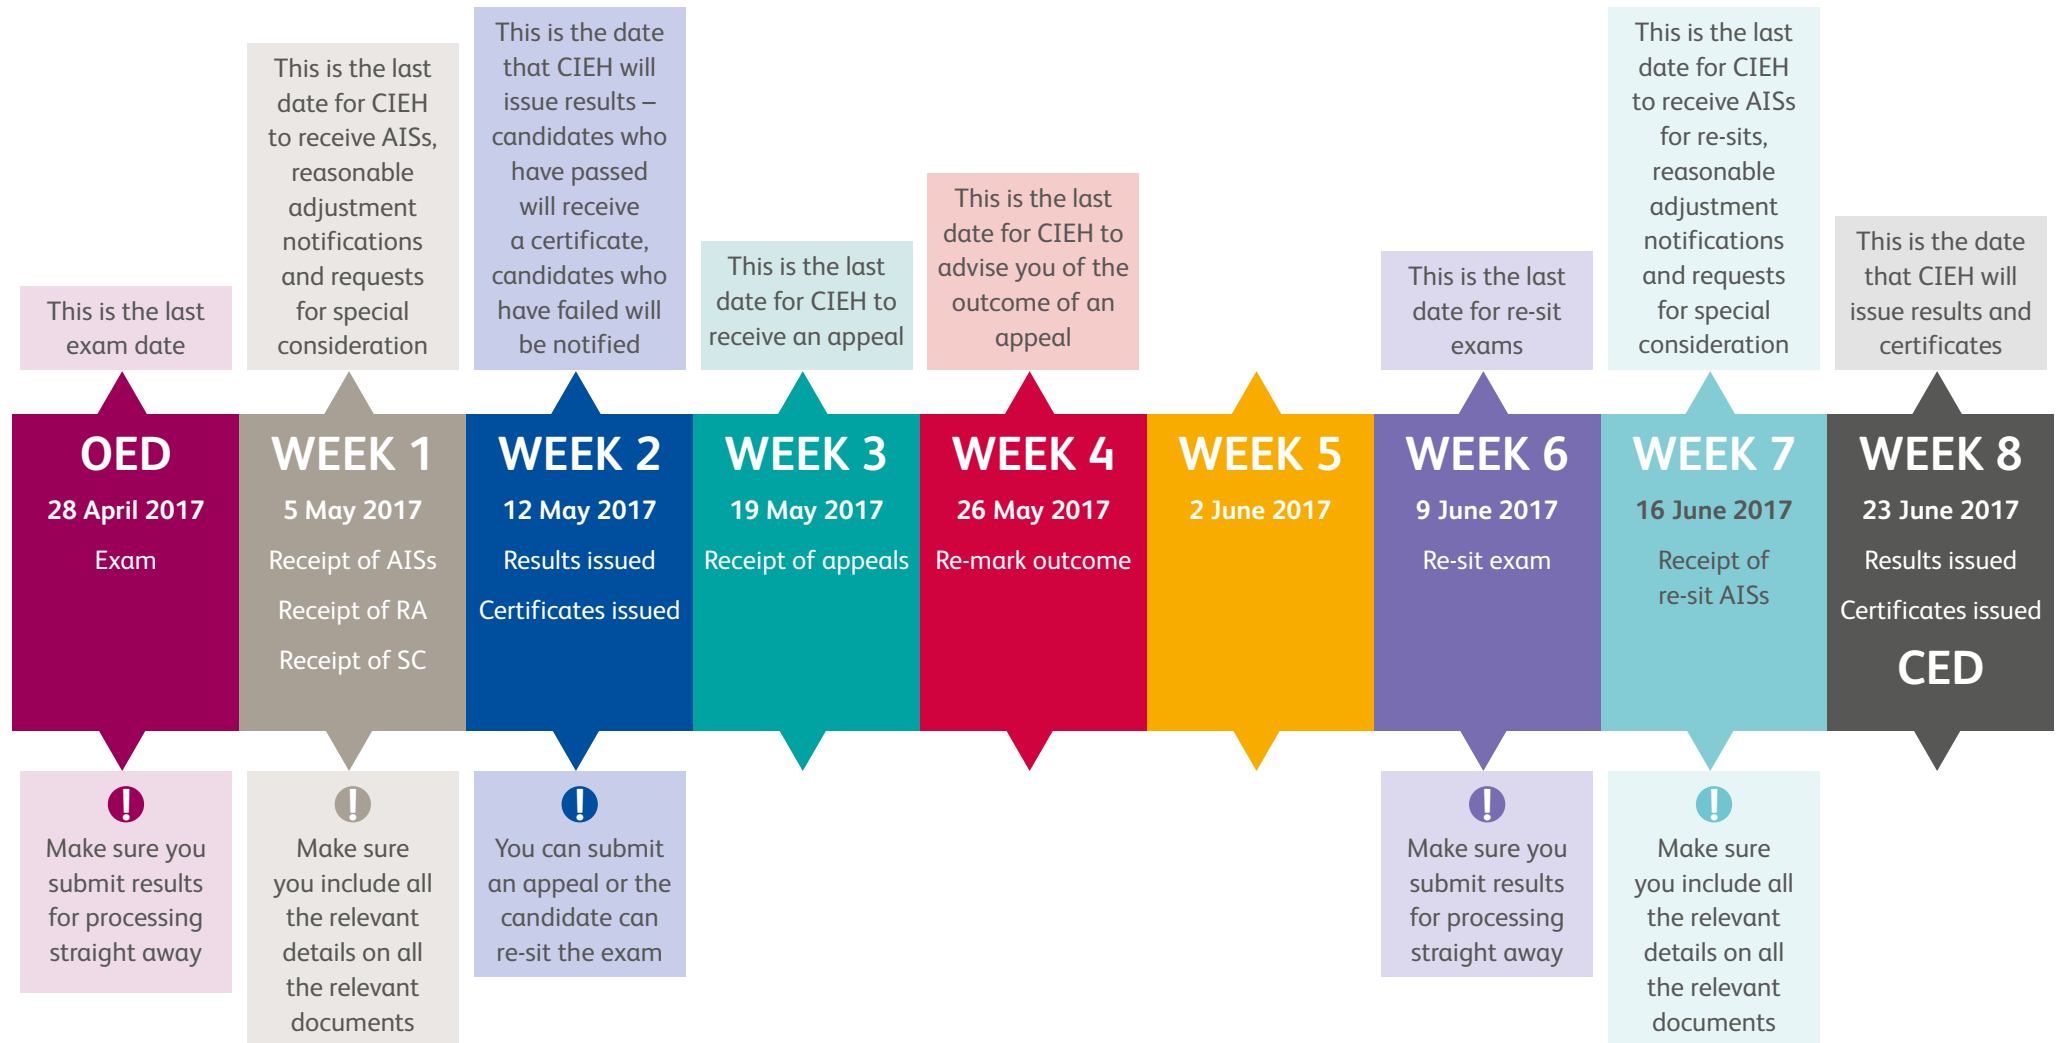 This is the last
exam date
This is the last
date for CIEH
to receive AISs,
reasonable
adjustment
notifications
and requests
for special
consideration
This is the date
that CIEH will
issue results –
candidates who
have passed
will receive
a certificate,
candidates who
have failed will
be notified
This is the last
date for CIEH to
receive an appeal
This is the last
date for CIEH to
advise you of the
outcome of an
appeal
This is the last
date for re-sit
exams
This is the last
date for CIEH
to receive AISs
for re-sits,
reasonable
adjustment
notifications
and requests
for special
consideration
This is the date
that CIEH will
issue results and
certificates
OED
28 April 2017
Exam
WEEK 1
5 May 2017
Receipt of AISs
Receipt of RA
Receipt of SC
WEEK 2
12 May 2017
Results issued
Certificates issued
WEEK 3
19 May 2017
Receipt of appeals
WEEK 4
26 May 2017
Re-mark outcome
WEEK 5
2 June 2017
WEEK 6
9 June 2017
Re-sit exam
WEEK 7
16 June 2017
Receipt of
re-sit AISs
WEEK 8
23 June 2017
Results issued
Certificates issued
CED
!
Make sure you
submit results
for processing
straight away
!
Make sure
you include all
the relevant
details on all
the relevant
documents
!
You can submit
an appeal or the
candidate can
re-sit the exam
!
Make sure you
submit results
for processing
straight away
!
Make sure
you include all
the relevant
details on all
the relevant
documents